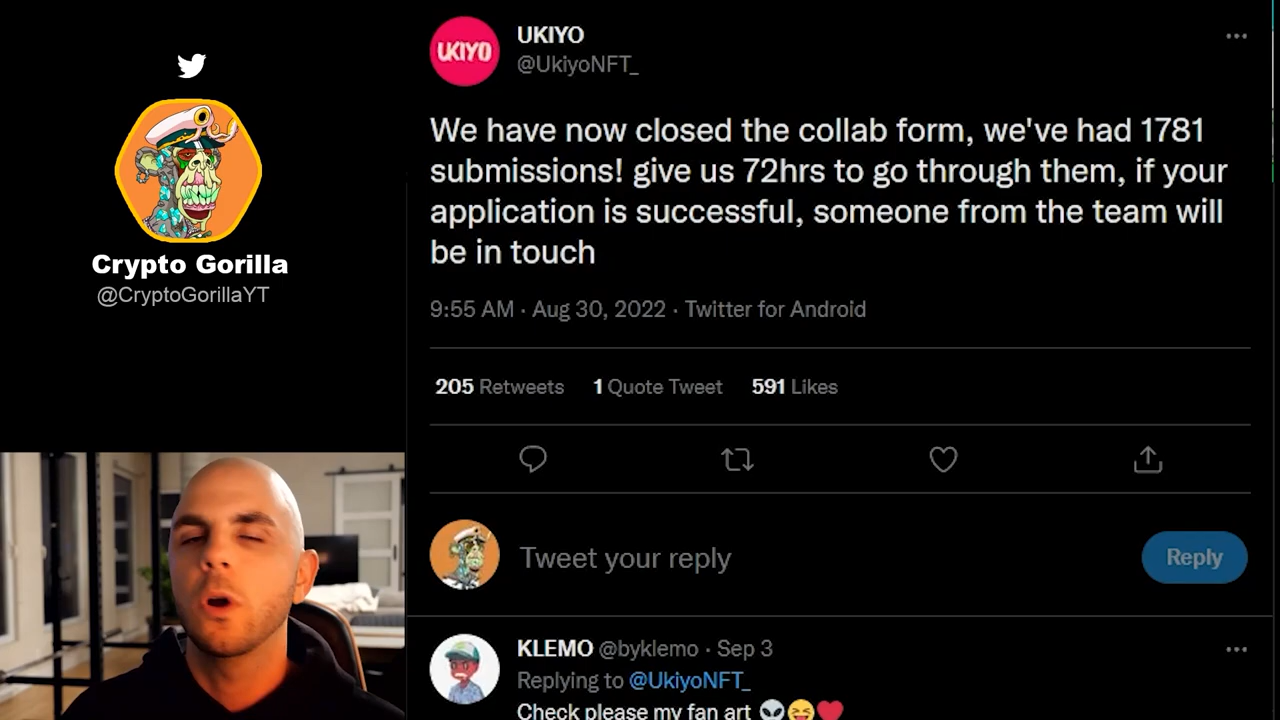 Crypto Gorilla
@CryptoGorillaYT
UKIYO
UKIYO
@UkiyoNFT_
We have now closed the collab form, we've had 1781
submissions! give us 72hrs to go through them, if your
application is successful, someone from the team will
be in touch
9:55 AM · Aug 30, 2022 · Twitter for Android
205 Retweets 1 Quote Tweet 591 Likes
Tweet your reply
Reply
KLEMO @byklemo · Sep 3
Replying to @UkiyoNFT_
Check please my fan art 👽😝♥️